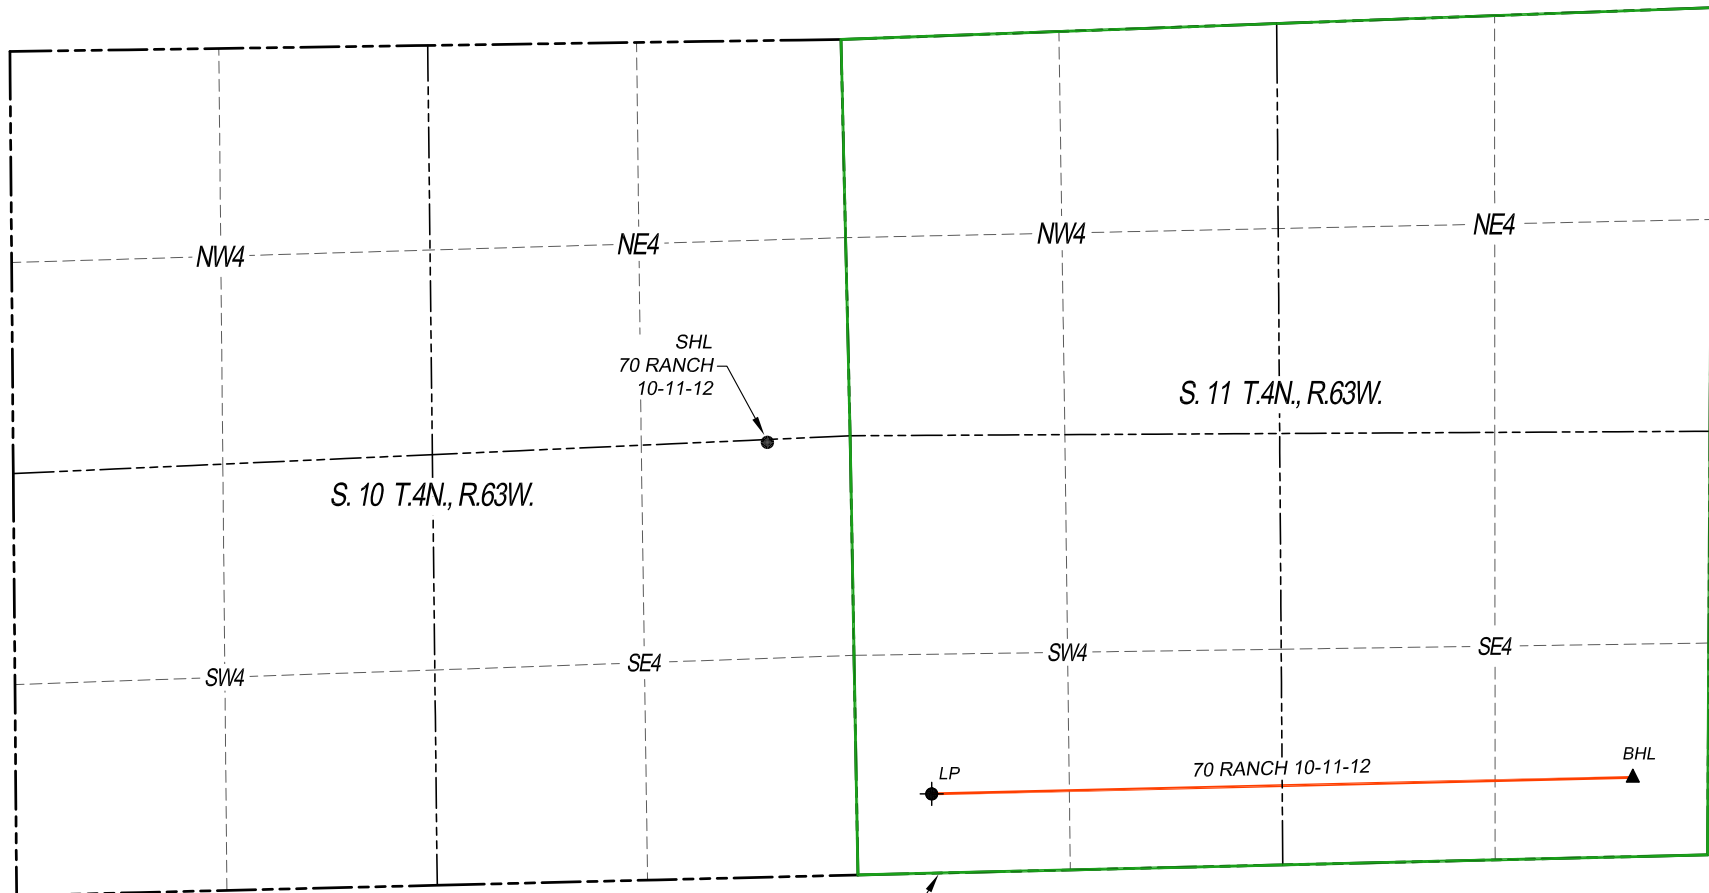 NW4
NE4
NW4
NE4
SHL
70 RANCH
10-11-12
S. 11 T.4N., R.63W.
S. 10 T.4N., R.63W.
SW4
SE4
SW4
SE4
LP
70 RANCH 10-11-12
BHL